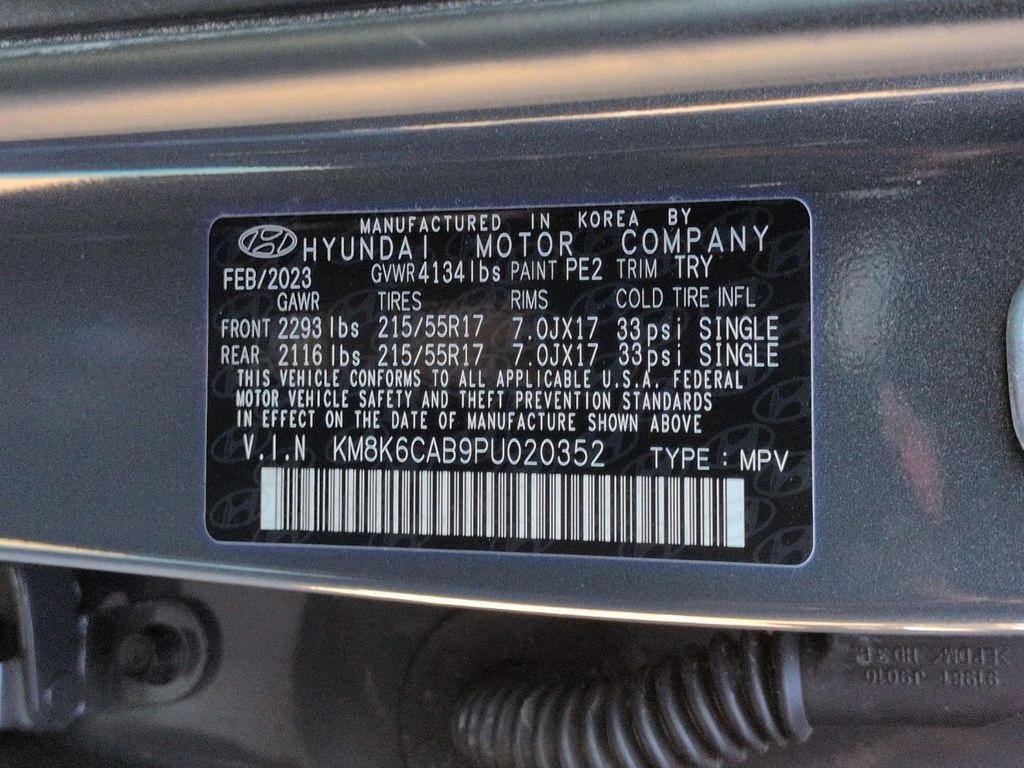 MANUFACTURED IN KOREA BY
HYUNDAI MOTOR COMPANY
FEB/2023 GVWR 4134lbs PAINT PE2 TRIM TRY
GAWR TIRES RIMS COLD TIRE INFL
FRONT 2293 lbs 215/55R17 7.0JX17 33psi SINGLE
REAR 2116 lbs 215/55R17 7.0JX17 33psi SINGLE
THIS VEHICLE CONFORMS TO ALL APPLICABLE U.S.A. FEDERAL
MOTOR VEHICLE SAFETY AND THEFT PREVENTION STANDARDS
IN EFFECT ON THE DATE OF MANUFACTURE SHOWN ABOVE
V.I.N KM8K6CAB9PU020352 TYPE : MPV